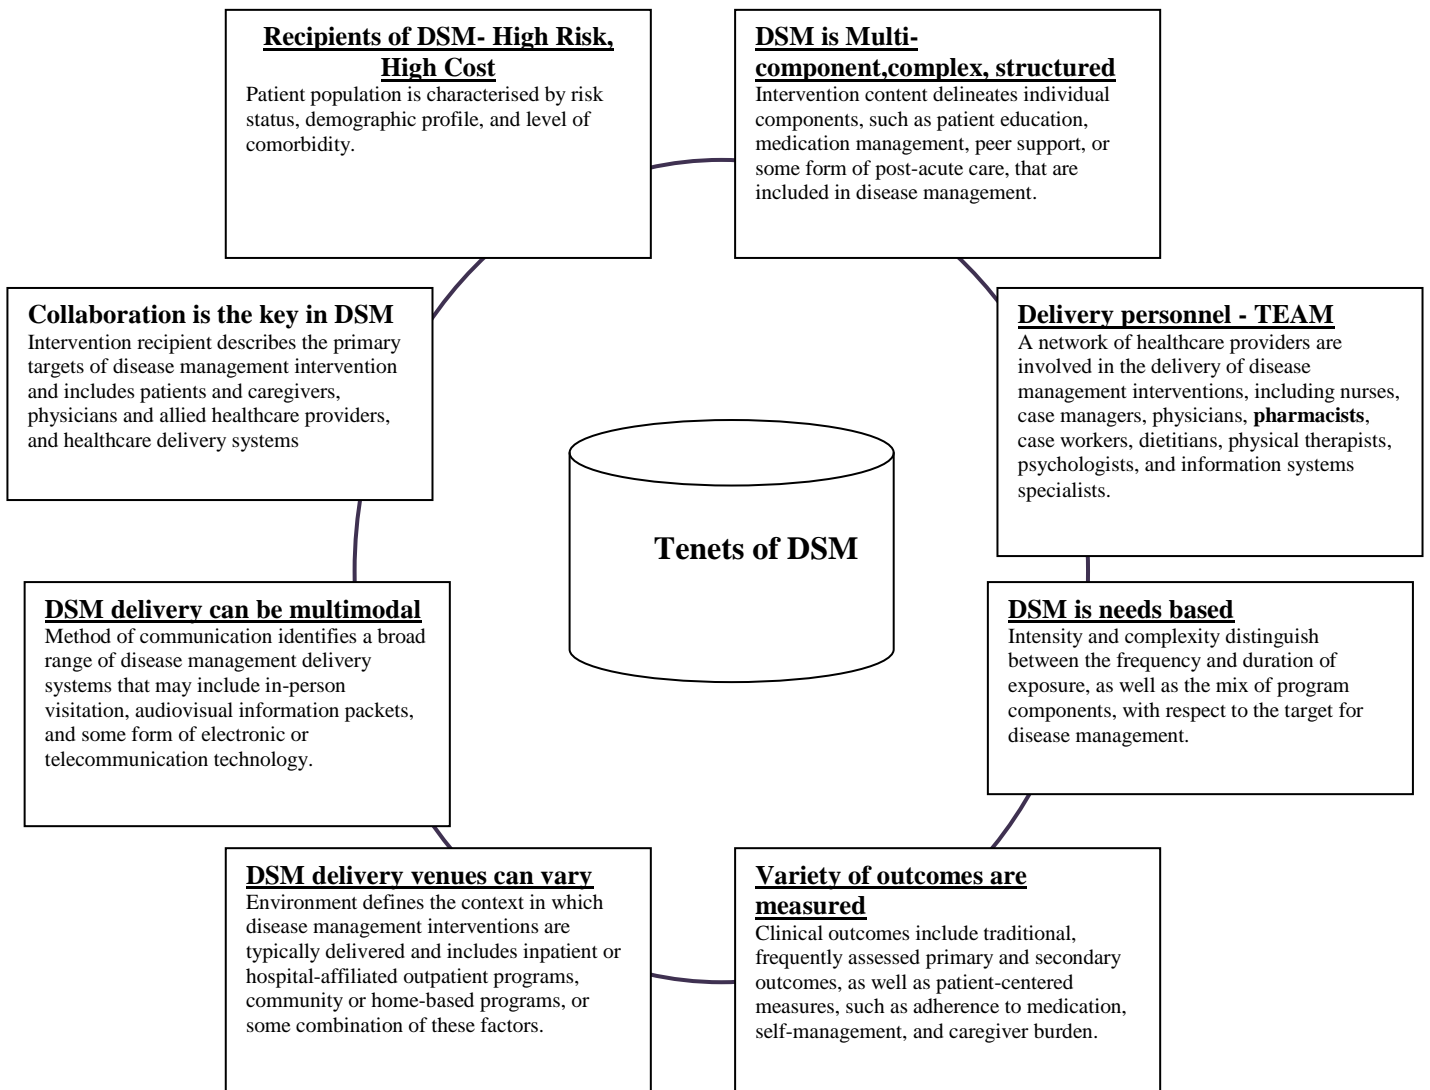 Recipients of DSM- High Risk,
High Cost
Patient population is characterised by risk
status, demographic profile, and level of
comorbidity.
DSM is Multi-
component,complex, structured
Intervention content delineates individual
components, such as patient education,
medication management, peer support, or
some form of post-acute care, that are
included in disease management.
Collaboration is the key in DSM
Intervention recipient describes the primary
targets of disease management intervention
and includes patients and caregivers,
physicians and allied healthcare providers,
and healthcare delivery systems
Delivery personnel - TEAM
A network of healthcare providers are
involved in the delivery of disease
management interventions, including nurses,
case managers, physicians, pharmacists,
case workers, dietitians, physical therapists,
psychologists, and information systems
specialists.
Tenets of DSM
DSM delivery can be multimodal
Method of communication identifies a broad
range of disease management delivery
systems that may include in-person
visitation, audiovisual information packets,
and some form of electronic or
telecommunication technology.
DSM is needs based
Intensity and complexity distinguish
between the frequency and duration of
exposure, as well as the mix of program
components, with respect to the target for
disease management.
DSM delivery venues can vary
Environment defines the context in which
disease management interventions are
typically delivered and includes inpatient or
hospital-affiliated outpatient programs,
community or home-based programs, or
some combination of these factors.
Variety of outcomes are
measured
Clinical outcomes include traditional,
frequently assessed primary and secondary
outcomes, as well as patient-centered
measures, such as adherence to medication,
self-management, and caregiver burden.